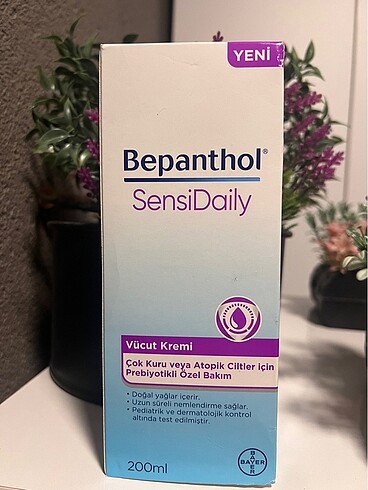 YENİ
Bepanthol®
SensiDaily
Vücut Kremi
Çok Kuru veya Atopik Ciltler için
Prebiyotikli Özel Bakım
• Doğal yağlar içerir.
• Uzun süreli nemlendirme sağlar.
• Pediatrik ve dermatolojik kontrol
altında test edilmiştir.
200ml
BAYER